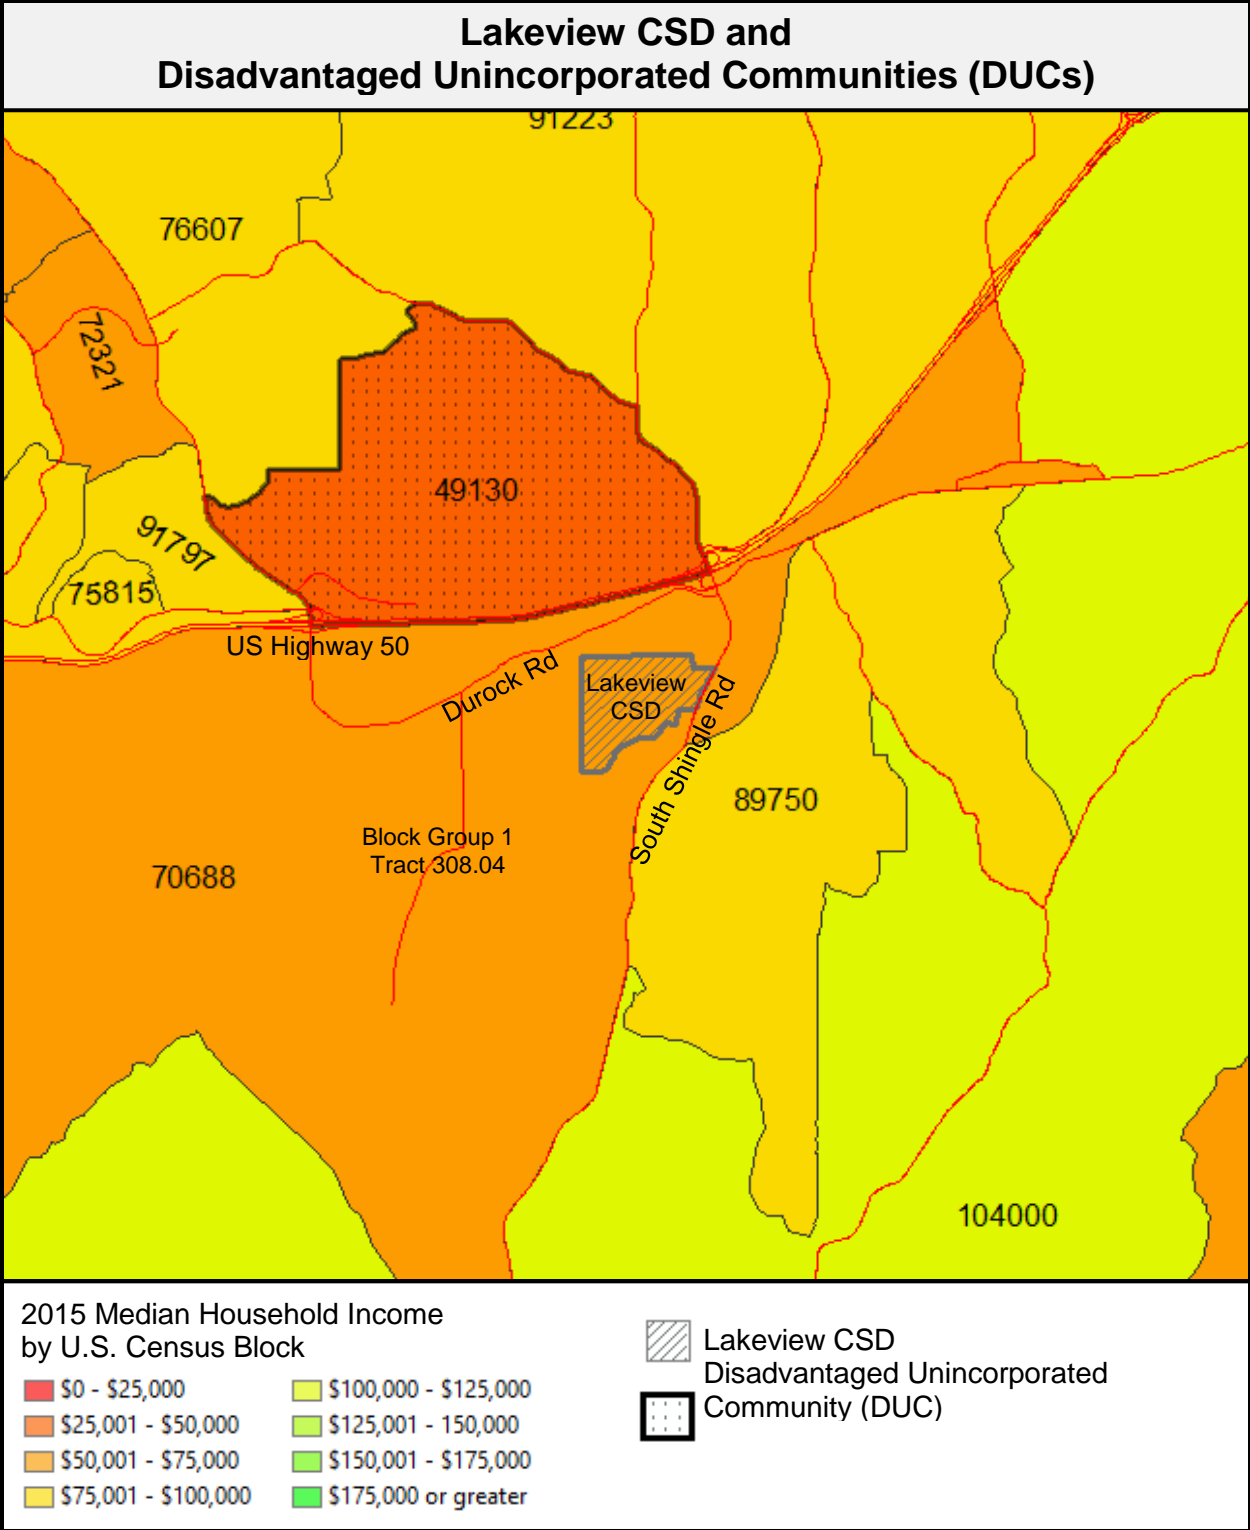 Lakeview CSD and
Disadvantaged Unincorporated Communities (DUCs)
91223
76607
72321
49130
91797
75815
US Highway 50
Durock Rd
Lakeview
CSD
South Shingle Rd
89750
Block Group 1
Tract 308.04
70688
104000
2015 Median Household Income
by U.S. Census Block
$0 - $25,000
$25,001 - $50,000
$50,001 - $75,000
$75,001 - $100,000
$100,000 - $125,000
$125,001 - 150,000
$150,001 - $175,000
$175,000 or greater
Lakeview CSD
Disadvantaged Unincorporated
Community (DUC)